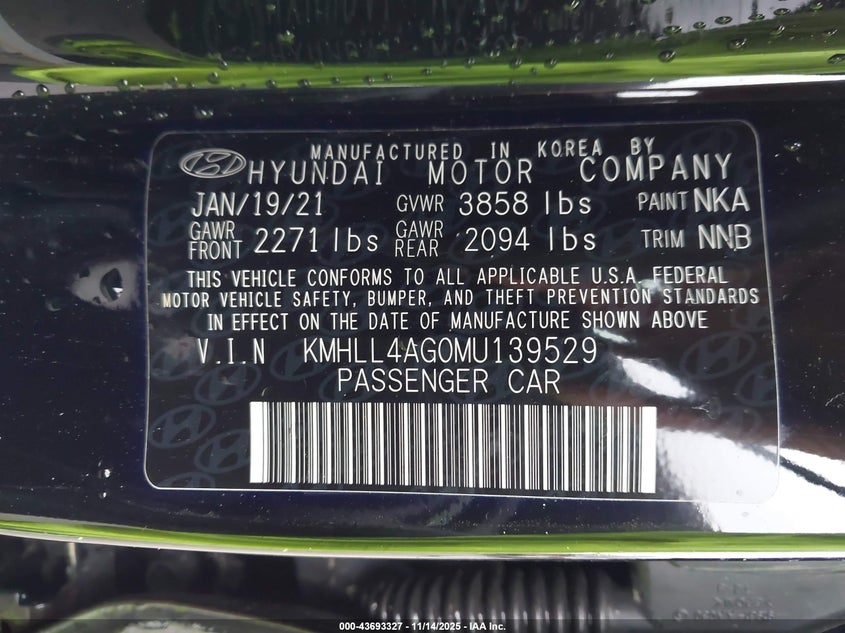 MANUFACTURED IN KOREA BY
HYUNDAI MOTOR COMPANY
JAN/19/21 GVWR 3858 lbs PAINT NKA
GAWR FRONT 2271 lbs GAWR REAR 2094 lbs TRIM NNB
THIS VEHICLE CONFORMS TO ALL APPLICABLE U.S.A. FEDERAL
MOTOR VEHICLE SAFETY, BUMPER, AND THEFT PREVENTION STANDARDS
IN EFFECT ON THE DATE OF MANUFACTURE SHOWN ABOVE
V.I.N KMHLL4AG0MU139529
PASSENGER CAR
000-43693327 - 11/14/2025 - IAA Inc.